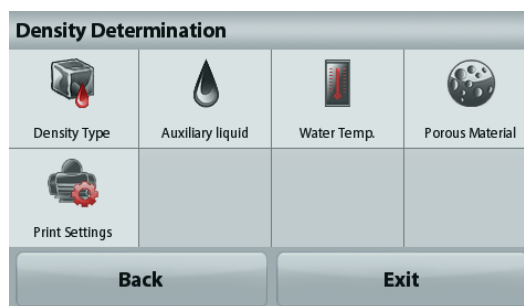 Density Determination
Density Type
Auxiliary liquid
Water Temp.
Porous Material
Print Settings
Back
Exit